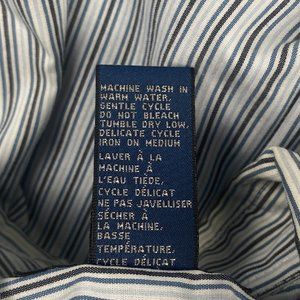 MACHINE WASH IN
WARM WATER,
GENTLE CYCLE
DO NOT BLEACH
TUMBLE DRY LOW,
DELICATE CYCLE
IRON ON MEDIUM
LAVER À LA
MACHINE À
L'EAU TIÈDE,
CYCLE DÉLICAT
NE PAS JAVELLISER
SÉCHER À
LA MACHINE,
BASSE
TEMPÉRATURE,
CYCLE DÉLICAT